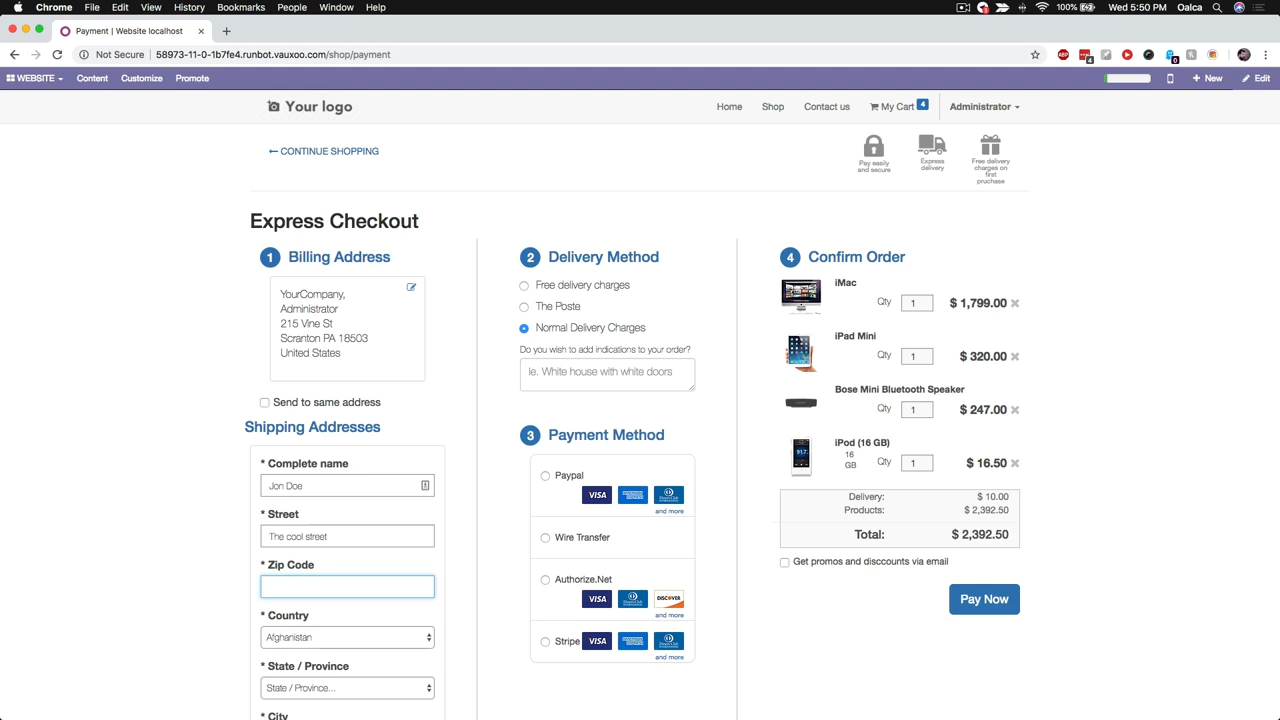 Chrome File Edit View History Bookmarks People Window Help
100% Wed 5:50 PM Oalca
Payment | Website localhost
Not Secure 58973-11-0-1b7fe4.runbot.vauxoo.com/shop/payment
WEBSITE Content Customize Promote
+ New Edit
Your logo
Home Shop Contact us My Cart 4 Administrator
CONTINUE SHOPPING
Pay easily and secure
Express delivery
Free delivery charges on first pruchase
Express Checkout
1 Billing Address
YourCompany,
Administrator
215 Vine St
Scranton PA 18503
United States
Send to same address
Shipping Addresses
* Complete name
Jon Doe
* Street
The cool street
* Zip Code
* Country
Afghanistan
* State / Province
State / Province...
* City
2 Delivery Method
Free delivery charges
The Poste
Normal Delivery Charges
Do you wish to add indications to your order?
Ie. White house with white doors
3 Payment Method
Paypal
VISA
and more
Wire Transfer
Authorize.Net
VISA DISCOVER
and more
Stripe VISA
and more
4 Confirm Order
iMac
Qty 1 $ 1,799.00
iPad Mini
Qty 1 $ 320.00
Bose Mini Bluetooth Speaker
Qty 1 $ 247.00
iPod (16 GB)
16 GB
Qty 1 $ 16.50
Delivery: $ 10.00
Products: $ 2,392.50
Total: $ 2,392.50
Get promos and disccounts via email
Pay Now